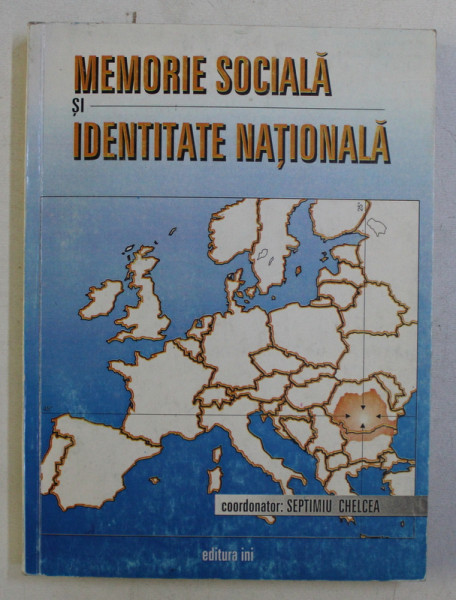 MEMORIE SOCIALĂ
ȘI
IDENTITATE NAȚIONALĂ
coordonator: SEPTIMIU CHELCEA
editura ini